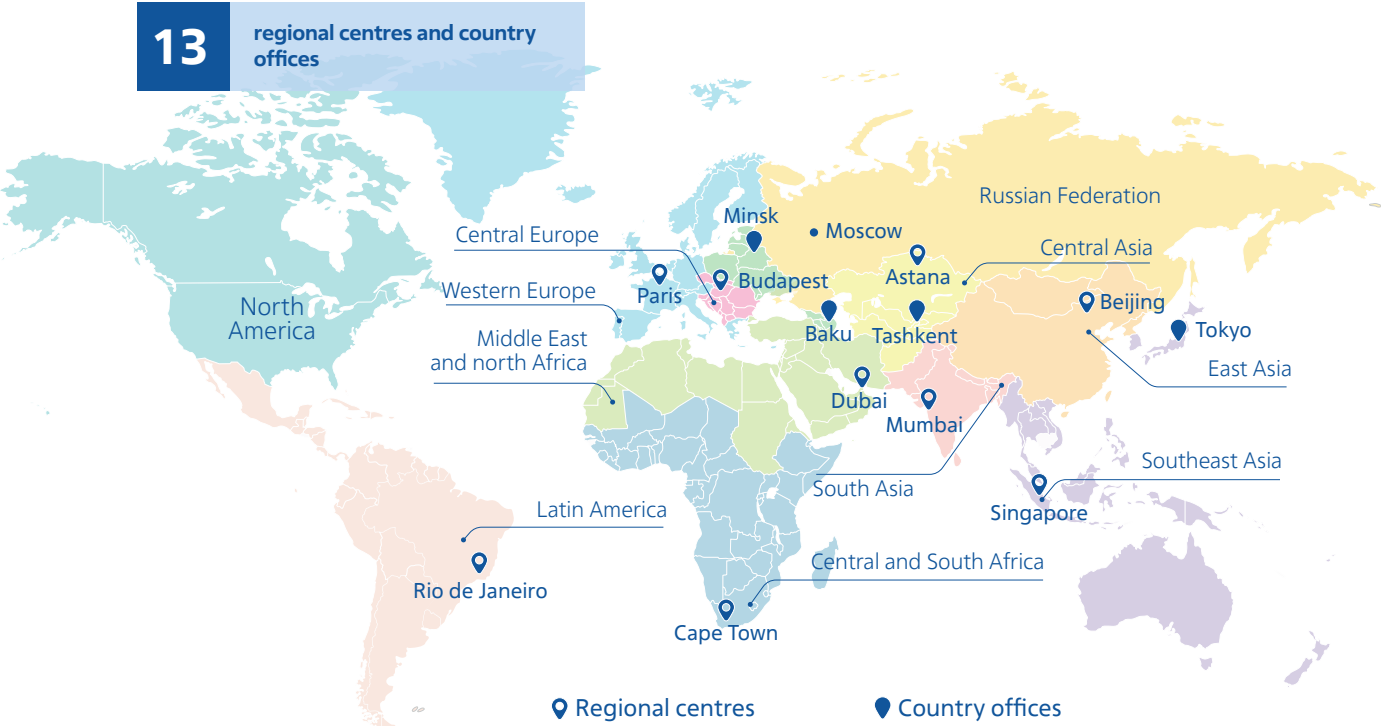 13
regional centres and country
offices
Russian Federation
Minsk
Moscow
Central Europe
Central Asia
Astana
Budapest
Paris
Western Europe
North
America
Beijing
Baku
Tashkent
Tokyo
Middle East
and north Africa
East Asia
Dubai
Mumbai
Southeast Asia
South Asia
Singapore
Latin America
Central and South Africa
Rio de Janeiro
Cape Town
Regional centres
Country offices